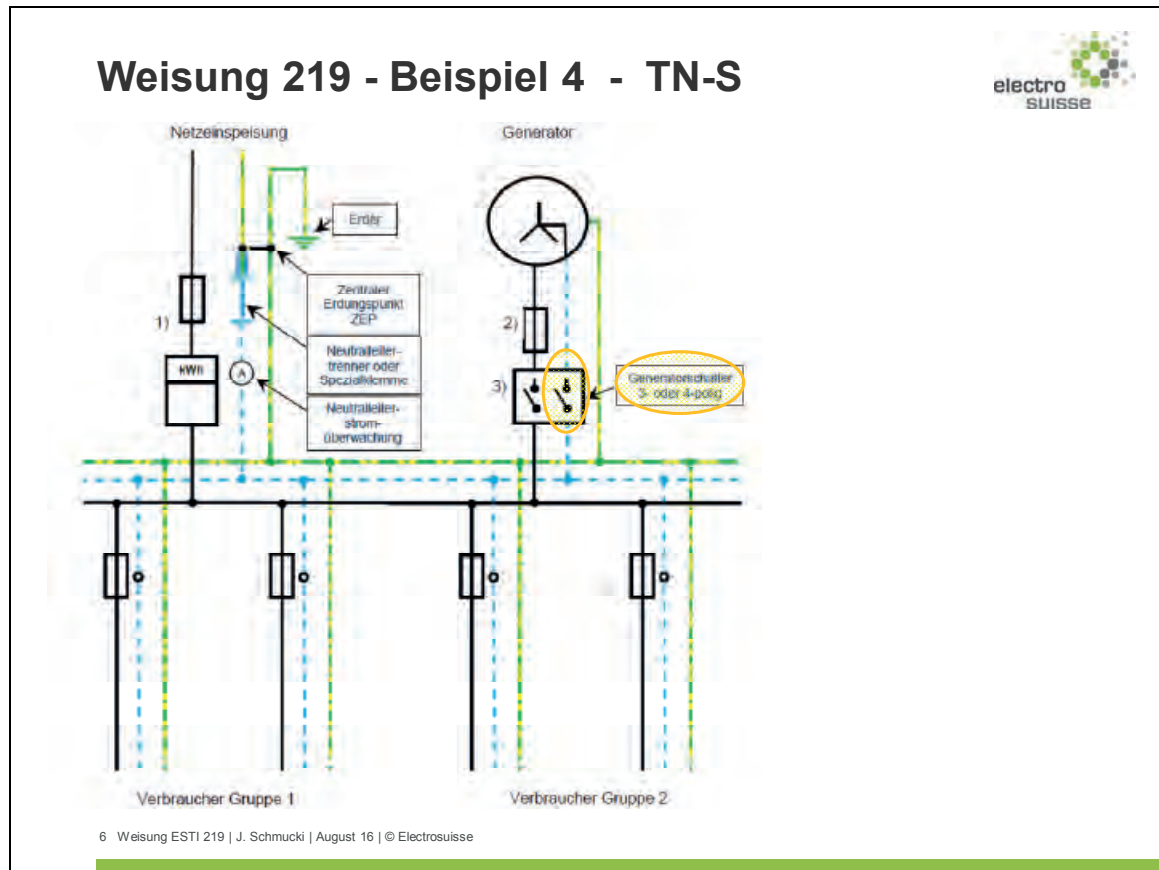 Weisung 219 - Beispiel 4 - TN-S
electro
suisse
Netzeinspeisung
Generator
Erder
Zentraler
Erdungspunkt
ZEP
1)
2)
Neutralleiter-
trenner oder
Spezialklemme
kWh
A
3)
Generatorschalter
3- oder 4-polig
Neutralleiter-
strom-
überwachung
Verbraucher Gruppe 1
Verbraucher Gruppe 2
6 Weisung ESTI 219 | J. Schmucki | August 16 | © Electrosuisse